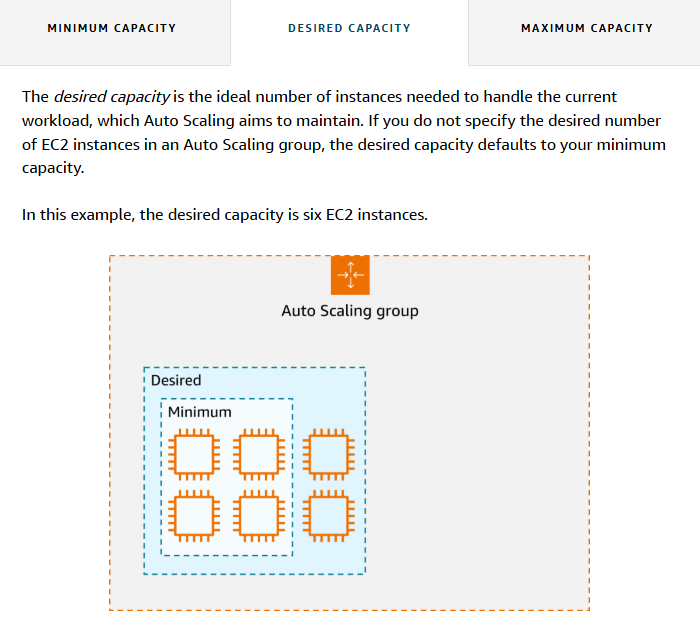 MINIMUM CAPACITY
DESIRED CAPACITY
MAXIMUM CAPACITY
The desired capacity is the ideal number of instances needed to handle the current
workload, which Auto Scaling aims to maintain. If you do not specify the desired number
of EC2 instances in an Auto Scaling group, the desired capacity defaults to your minimum
capacity.
In this example, the desired capacity is six EC2 instances.
Auto Scaling group
Desired
Minimum